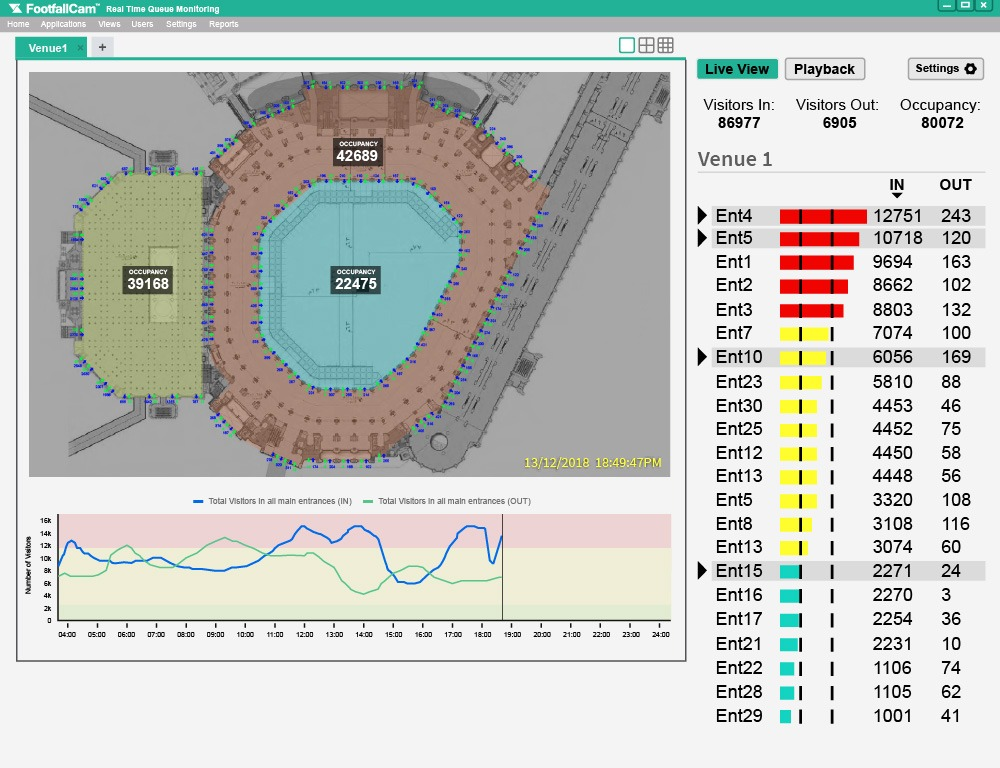 FootfallCam™ Real Time Queue Monitoring
Home Applications Views Users Settings Reports
Venue1 × +
Live View Playback Settings
Visitors In: Visitors Out: Occupancy:
86977 6905 80072
Venue 1
IN OUT
OCCUPANCY
42689
OCCUPANCY
39168
OCCUPANCY
22475
13/12/2018 18:49:47PM
Ent4 12751 243
Ent5 10718 120
Ent1 9694 163
Ent2 8662 102
Ent3 8803 132
Ent7 7074 100
Ent10 6056 169
Ent23 5810 88
Ent30 4453 46
Ent25 4452 75
Ent12 4450 58
Ent13 4448 56
Ent5 3320 108
Ent8 3108 116
Ent13 3074 60
Ent15 2271 24
Ent16 2270 3
Ent17 2254 36
Ent21 2231 10
Ent22 1106 74
Ent28 1105 62
Ent29 1001 41
Total Visitors in all main entrances (IN) Total Visitors in all main entrances (OUT)
Number of Visitors
16k
14k
12k
10k
8k
6k
4k
2k
0
04:00 05:00 06:00 07:00 08:00 09:00 10:00 11:00 12:00 13:00 14:00 15:00 16:00 17:00 18:00 19:00 20:00 21:00 22:00 23:00 24:00